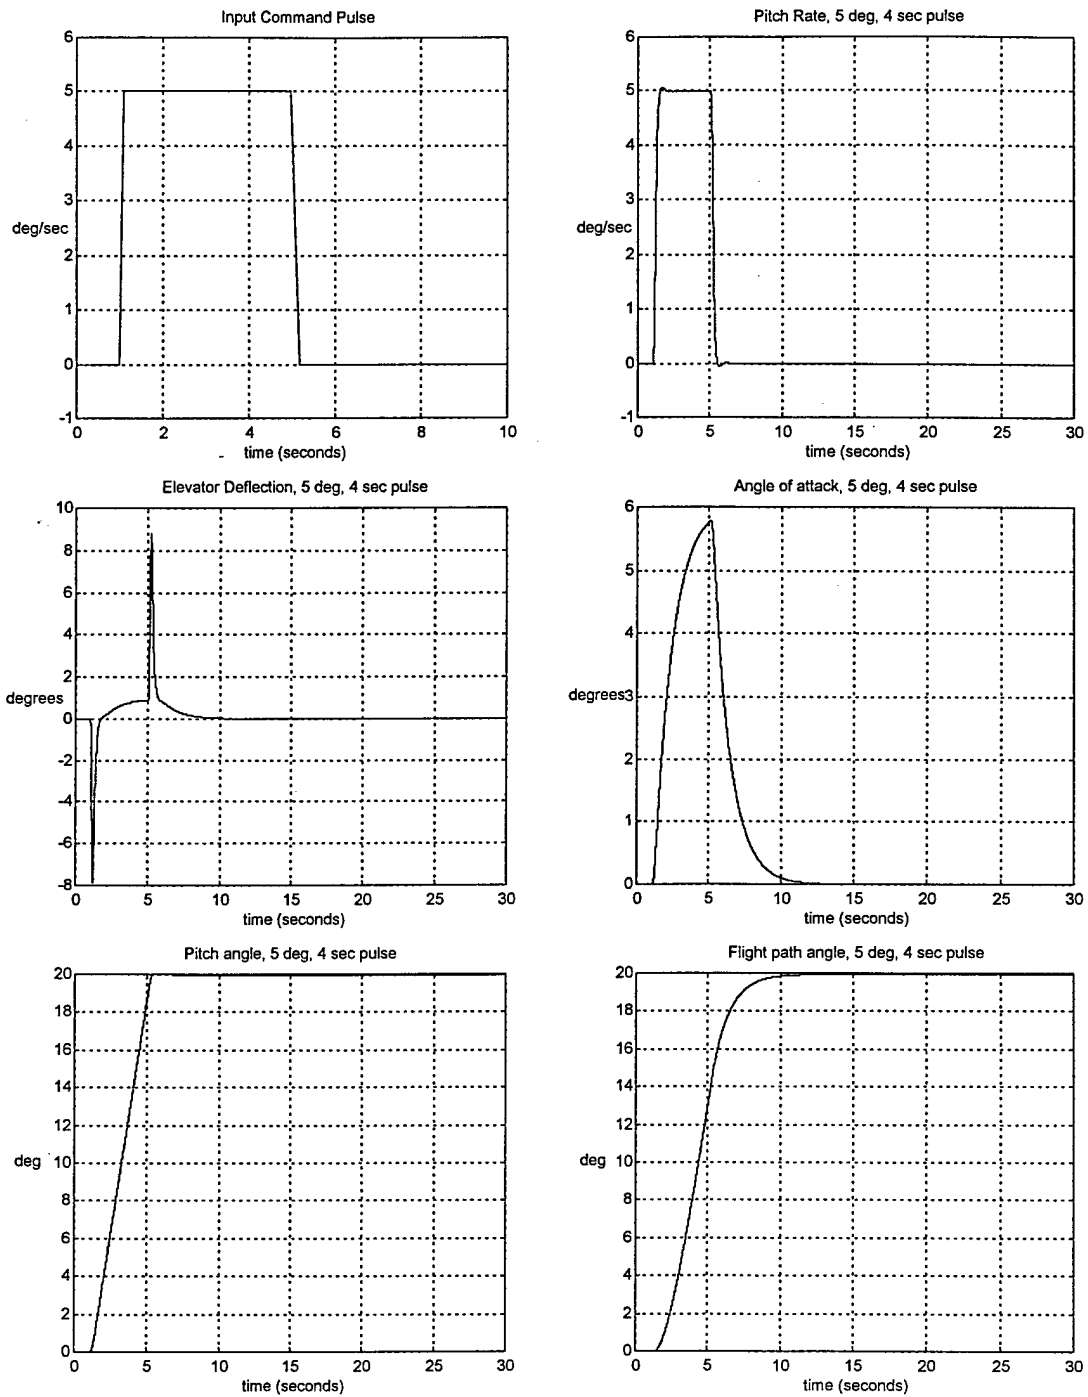 Input Command Pulse
6
5
4
3
deg/sec
2
1
0
-1
0 2 4 6 8 10
time (seconds)
Pitch Rate, 5 deg, 4 sec pulse
6
5
4
3
deg/sec
2
1
0
-1
0 5 10 15 20 25 30
time (seconds)
Elevator Deflection, 5 deg, 4 sec pulse
10
8
6
4
2
degrees
0
-2
-4
-6
-8
0 5 10 15 20 25 30
time (seconds)
Angle of attack, 5 deg, 4 sec pulse
6
5
4
degrees3
2
1
0
0 5 10 15 20 25 30
time (seconds)
Pitch angle, 5 deg, 4 sec pulse
20
18
16
14
12
deg 10
8
6
4
2
0
0 5 10 15 20 25 30
time (seconds)
Flight path angle, 5 deg, 4 sec pulse
20
18
16
14
12
deg 10
8
6
4
2
0
0 5 10 15 20 25 30
time (seconds)